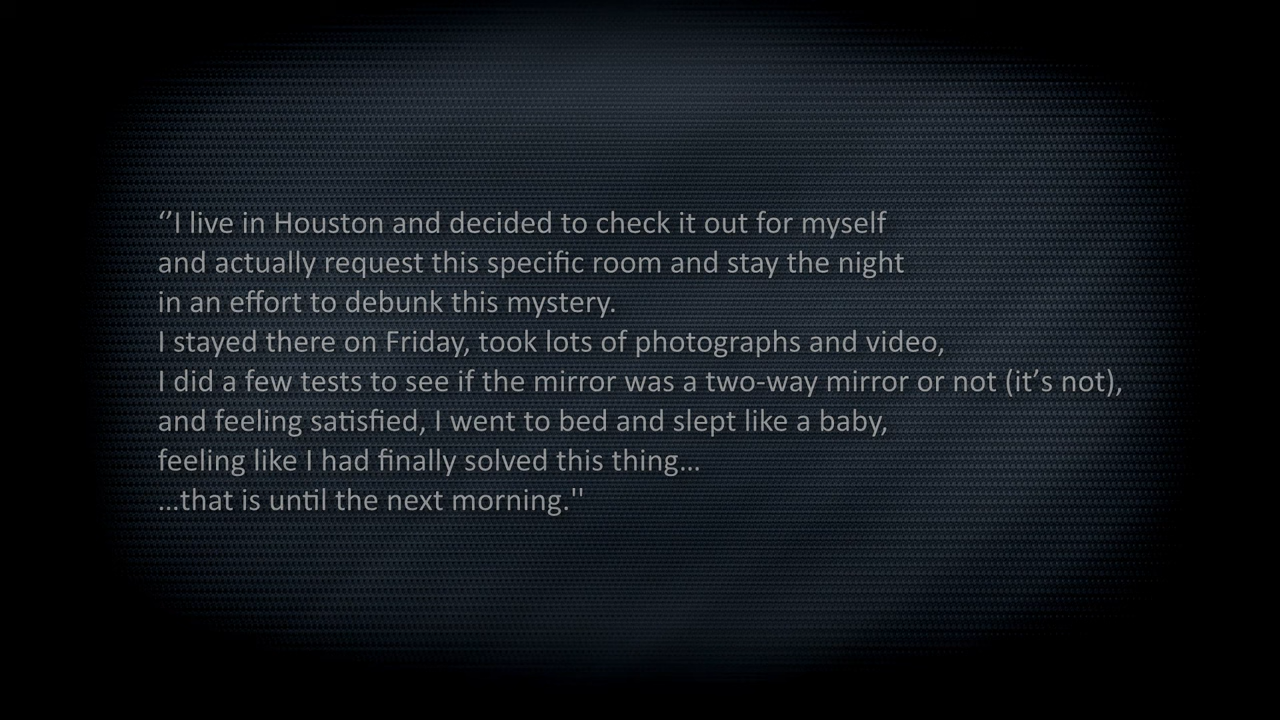 ‘’I live in Houston and decided to check it out for myself
and actually request this specific room and stay the night
in an effort to debunk this mystery.
I stayed there on Friday, took lots of photographs and video,
I did a few tests to see if the mirror was a two-way mirror or not (it’s not),
and feeling satisfied, I went to bed and slept like a baby,
feeling like I had finally solved this thing...
...that is until the next morning.''